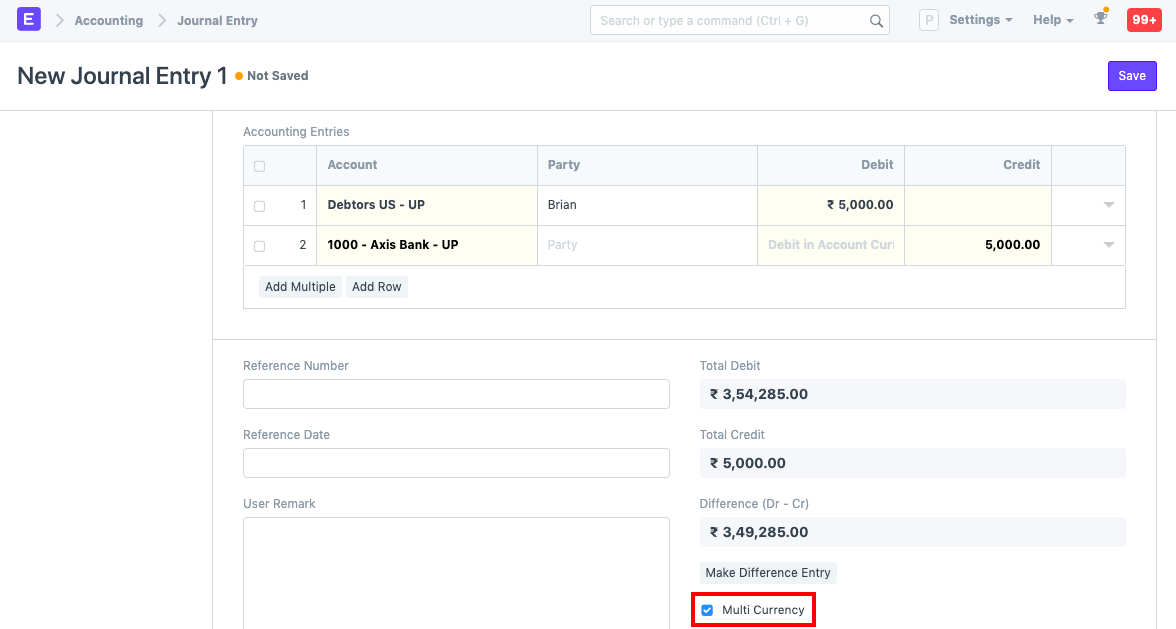 E Accounting Journal Entry Search or type a command (Ctrl + G) P Settings Help 99+
New Journal Entry 1 Not Saved Save
Accounting Entries
Account Party Debit Credit
1 Debtors US - UP Brian ₹ 5,000.00
2 1000 - Axis Bank - UP Party Debit in Account Curr 5,000.00
Add Multiple Add Row
Reference Number Total Debit
₹ 3,54,285.00
Reference Date Total Credit
₹ 5,000.00
User Remark Difference (Dr - Cr)
₹ 3,49,285.00
Make Difference Entry
Multi Currency